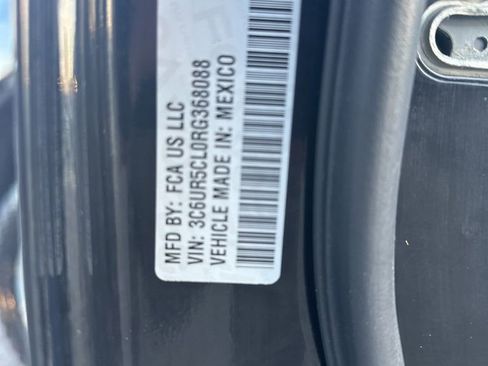 MFD BY: FCA US LLC
VIN: 3C6UR5CL0RG368088
VEHICLE MADE IN: MEXICO